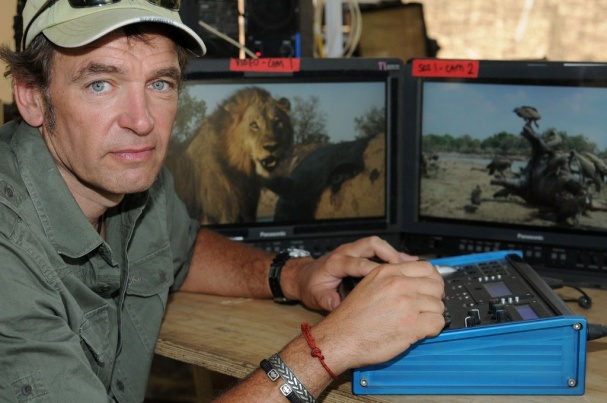 VIDEO-CAM 1
SDI 1-CAM 2
Panasonic
Panasonic